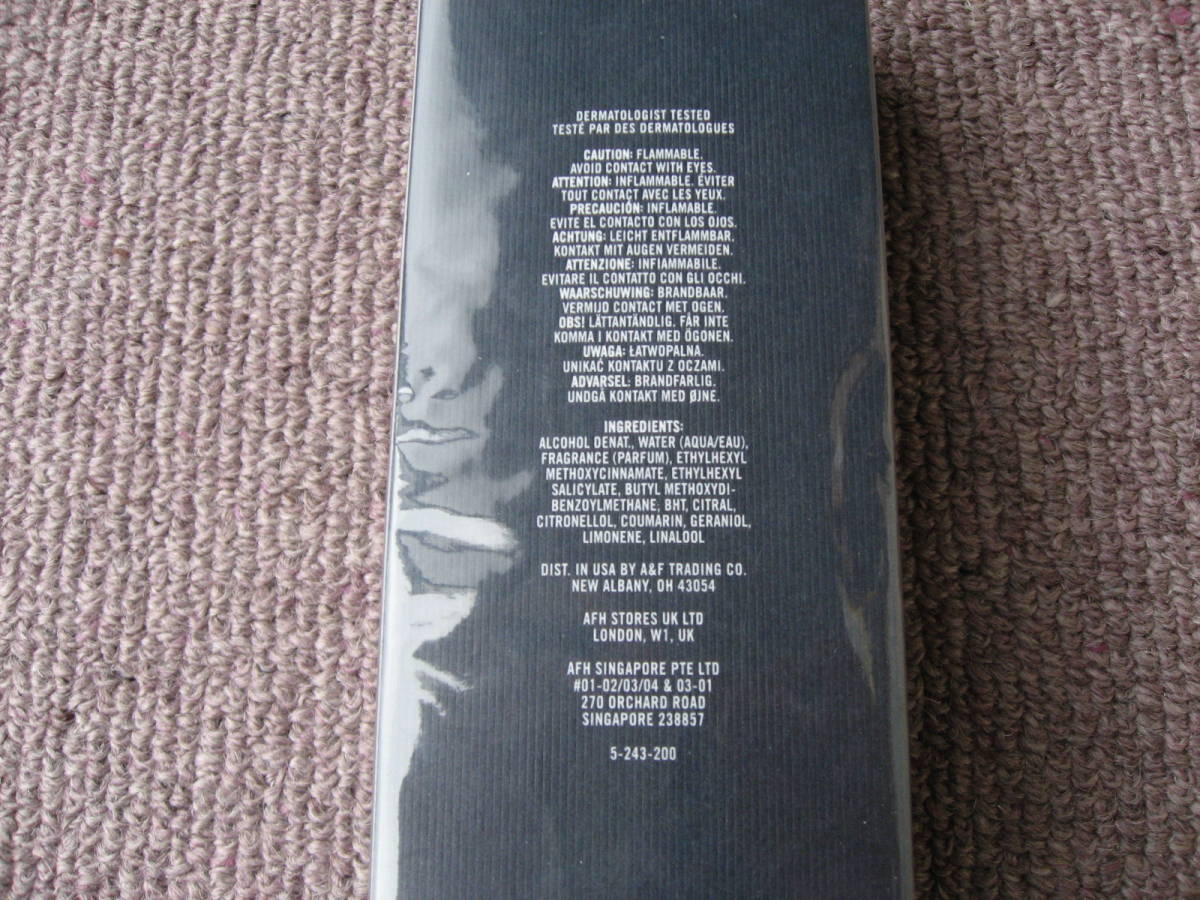 DERMATOLOGIST TESTED
TESTÉ PAR DES DERMATOLOGUES
CAUTION: FLAMMABLE.
AVOID CONTACT WITH EYES.
ATTENTION: INFLAMMABLE. ÉVITER
TOUT CONTACT AVEC LES YEUX.
PRECAUCIÓN: INFLAMABLE.
EVITE EL CONTACTO CON LOS OJOS.
ACHTUNG: LEICHT ENTFLAMMBAR.
KONTAKT MIT AUGEN VERMEIDEN.
ATTENZIONE: INFIAMMABILE.
EVITARE IL CONTATTO CON GLI OCCHI.
WAARSCHUWING: BRANDBAAR.
VERMIJD CONTACT MET OGEN.
OBS! LÄTTANTÄNDLIG. FÅR INTE
KOMMA I KONTAKT MED ÖGONEN.
UWAGA: ŁATWOPALNA.
UNIKAĆ KONTAKTU Z OCZAMI.
ADVARSEL: BRANDFARLIG.
UNDGÅ KONTAKT MED ØJNE.
INGREDIENTS:
ALCOHOL DENAT., WATER (AQUA/EAU),
FRAGRANCE (PARFUM), ETHYLHEXYL
METHOXYCINNAMATE, ETHYLHEXYL
SALICYLATE, BUTYL METHOXYDI-
BENZOYLMETHANE, BHT, CITRAL,
CITRONELLOL, COUMARIN, GERANIOL,
LIMONENE, LINALOOL
DIST. IN USA BY A&F TRADING CO.
NEW ALBANY, OH 43054
AFH STORES UK LTD
LONDON, W1, UK
AFH SINGAPORE PTE LTD
#01-02/03/04 & 03-01
270 ORCHARD ROAD
SINGAPORE 238857
5-243-200